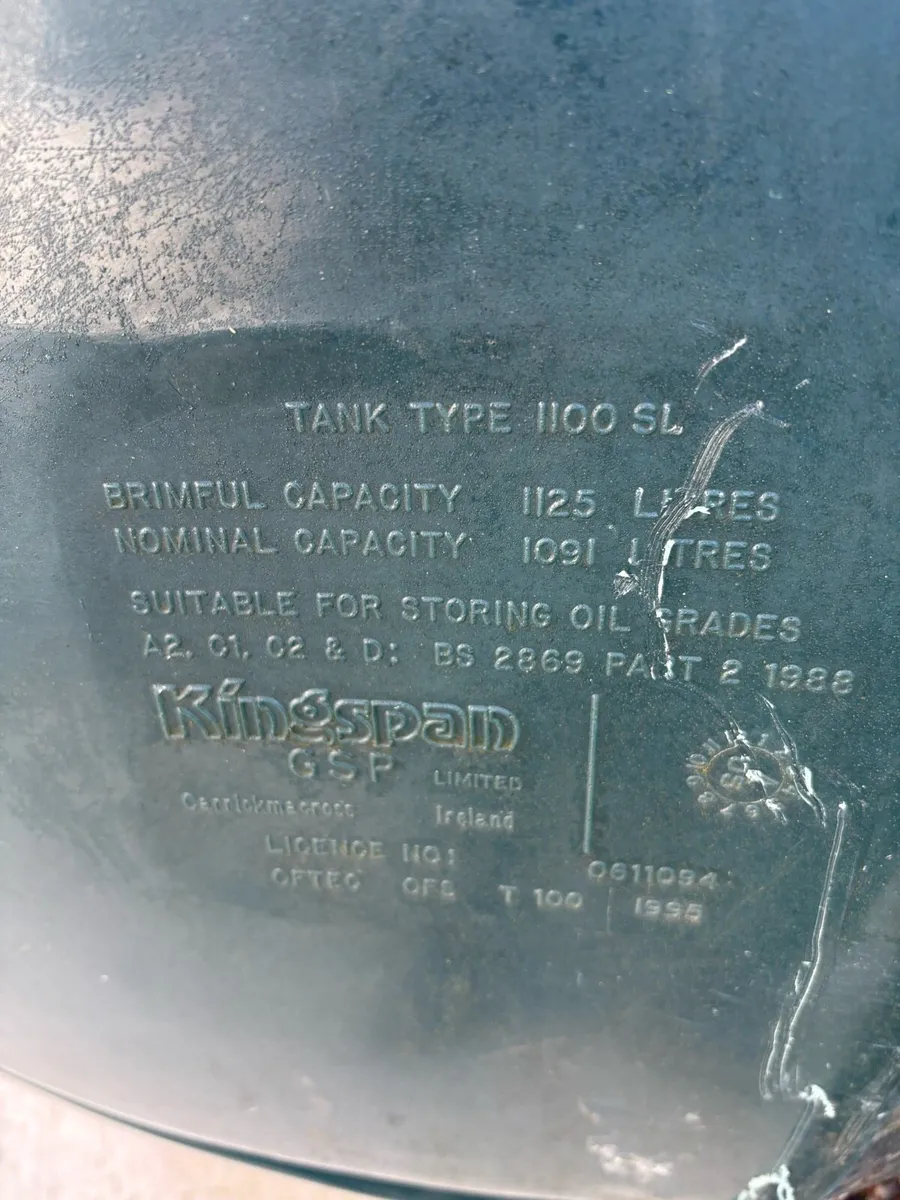 TANK TYPE 1100 SL
BRIMFUL CAPACITY 1125 LITRES
NOMINAL CAPACITY 1091 LITRES
SUITABLE FOR STORING OIL GRADES
A2, C1, C2 & D: BS 2869 PART 2 1988
Kingspan
GSP LIMITED
Carrickmacross Ireland
LICENCE NO: 0611094
OFTEC OFS T 100 1995